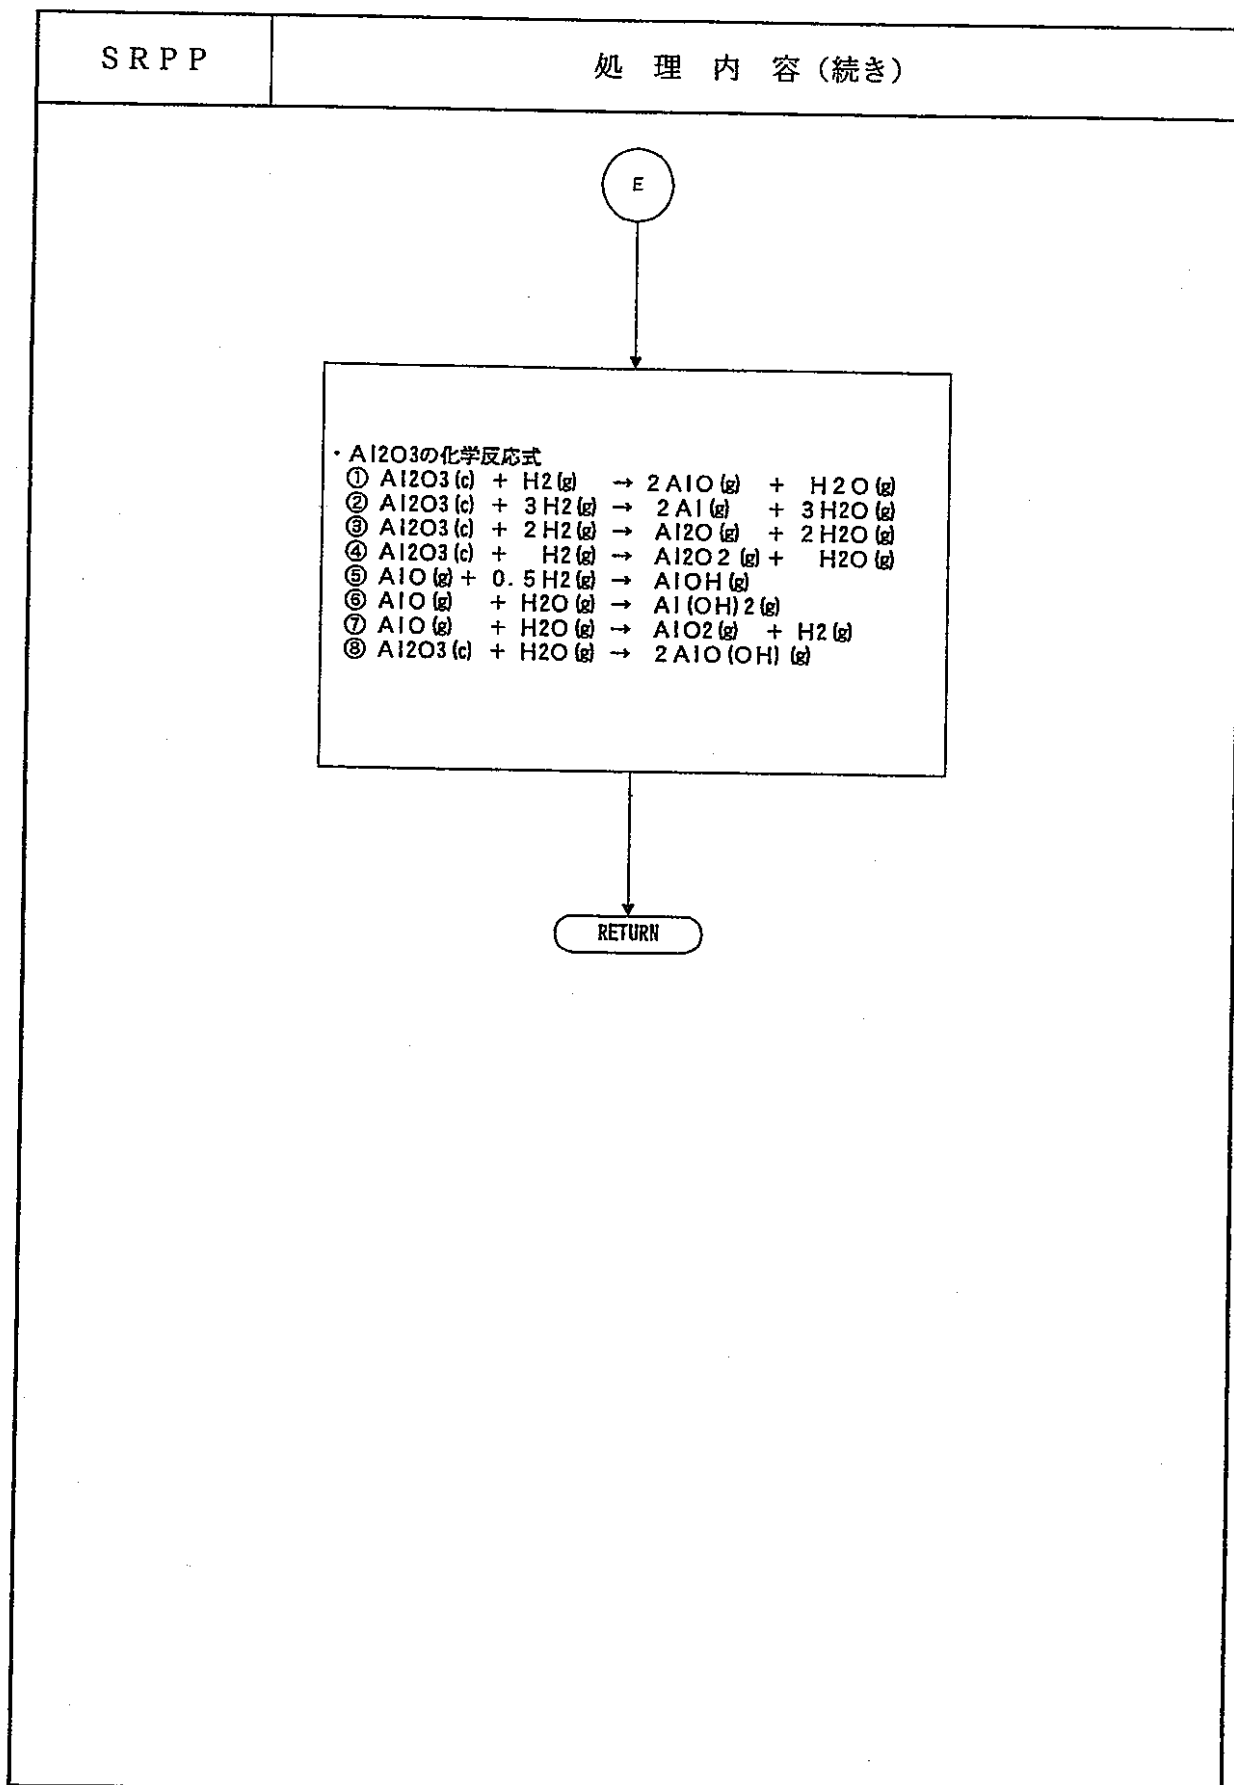 SRPP
処理内容(続き)
E
・Al2O3の化学反応式
① Al2O3(c) + H2(g) → 2AlO(g) + H2O(g)
② Al2O3(c) + 3H2(g) → 2Al(g) + 3H2O(g)
③ Al2O3(c) + 2H2(g) → Al2O(g) + 2H2O(g)
④ Al2O3(c) + H2(g) → Al2O2(g) + H2O(g)
⑤ AlO(g) + 0.5H2(g) → AlOH(g)
⑥ AlO(g) + H2O(g) → Al(OH)2(g)
⑦ AlO(g) + H2O(g) → AlO2(g) + H2(g)
⑧ Al2O3(c) + H2O(g) → 2AlO(OH)(g)
RETURN